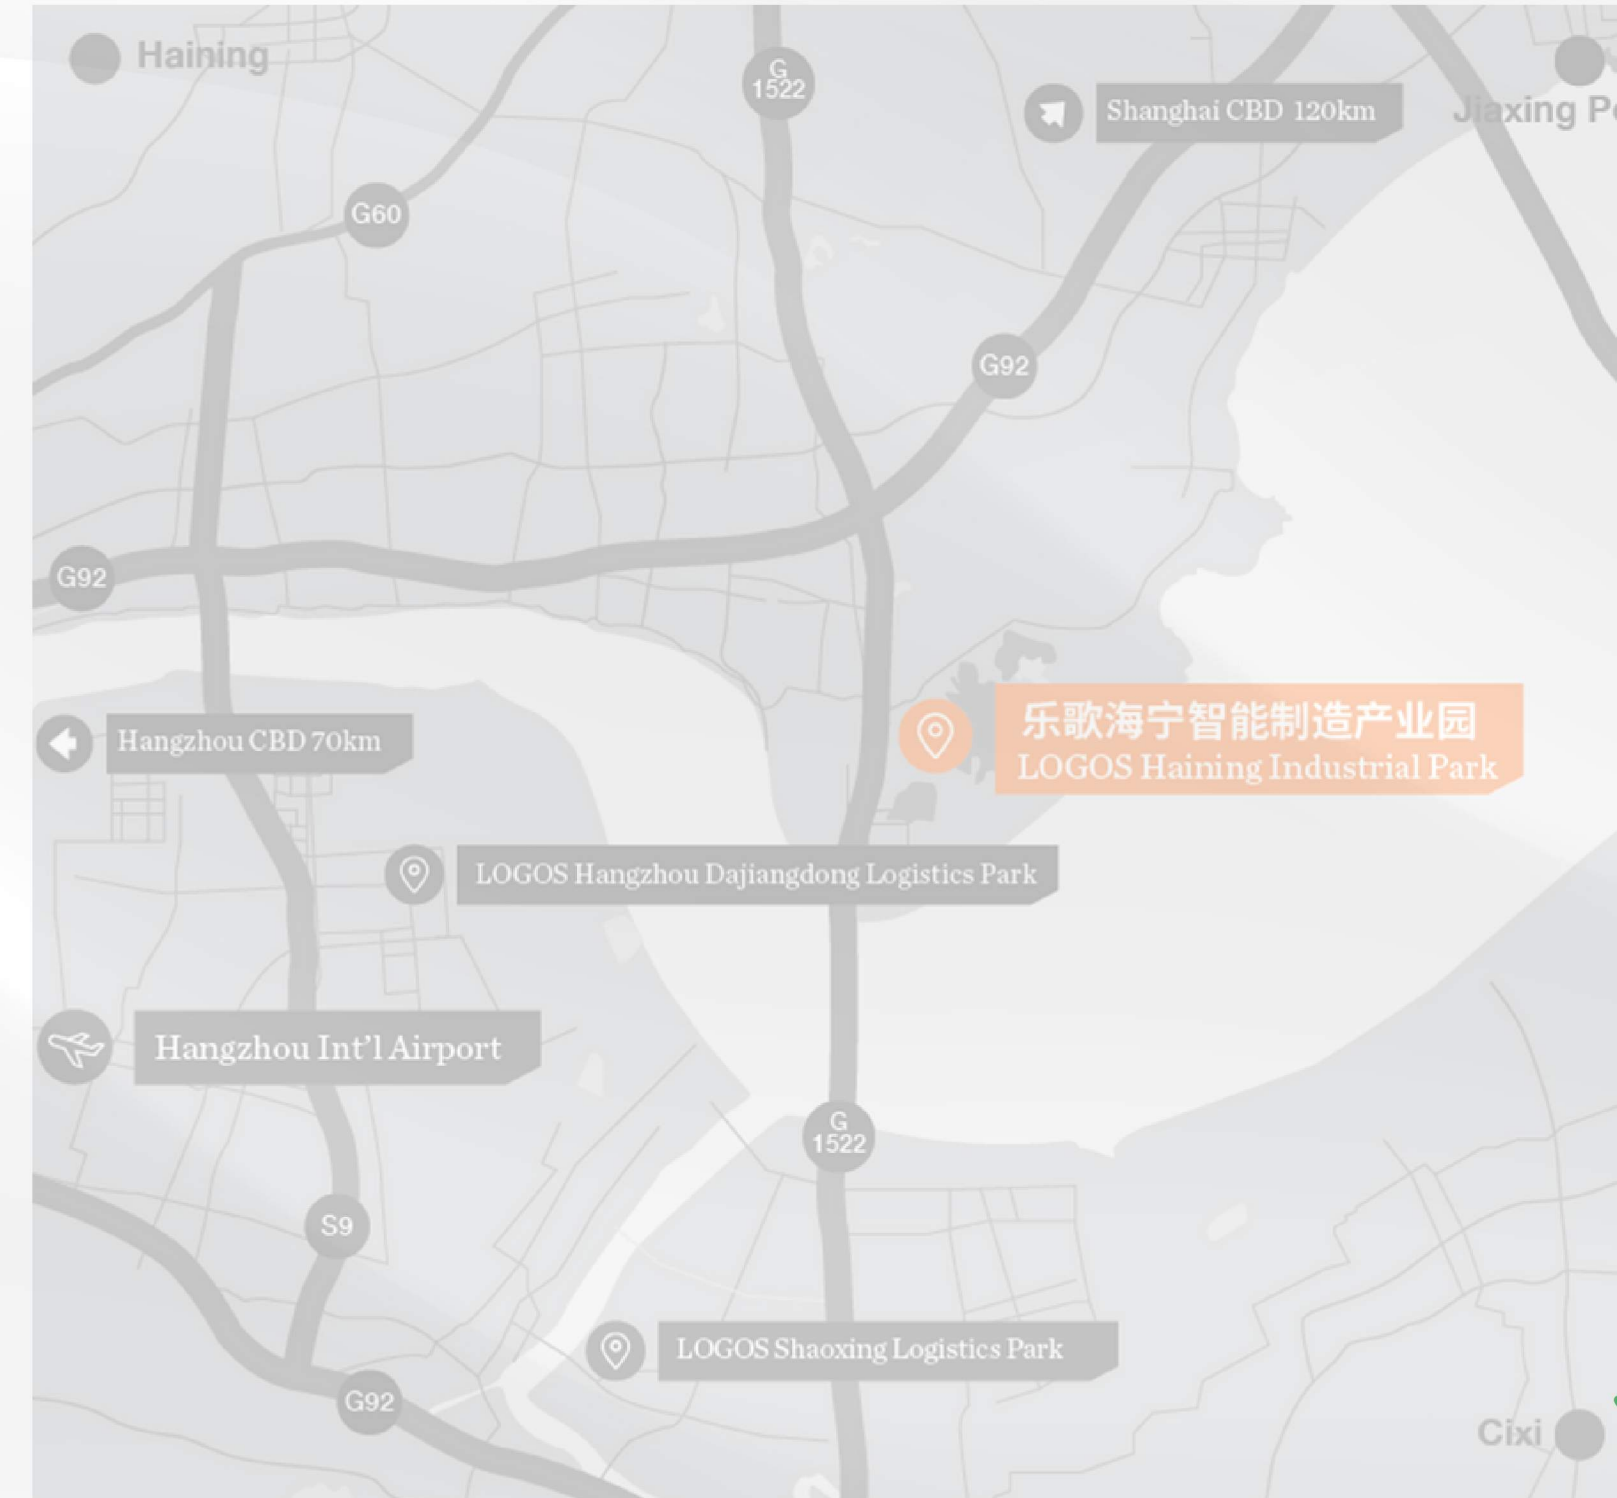 Haining
G
1522
Shanghai CBD 120km
Jiaxing
G60
G92
G92
乐歌海宁智能制造产业园
LOGOS Haining Industrial Park
Hangzhou CBD 70km
LOGOS Hangzhou Dajiangdong Logistics Park
Hangzhou Int'l Airport
G
1522
S9
LOGOS Shaoxing Logistics Park
G92
Cixi